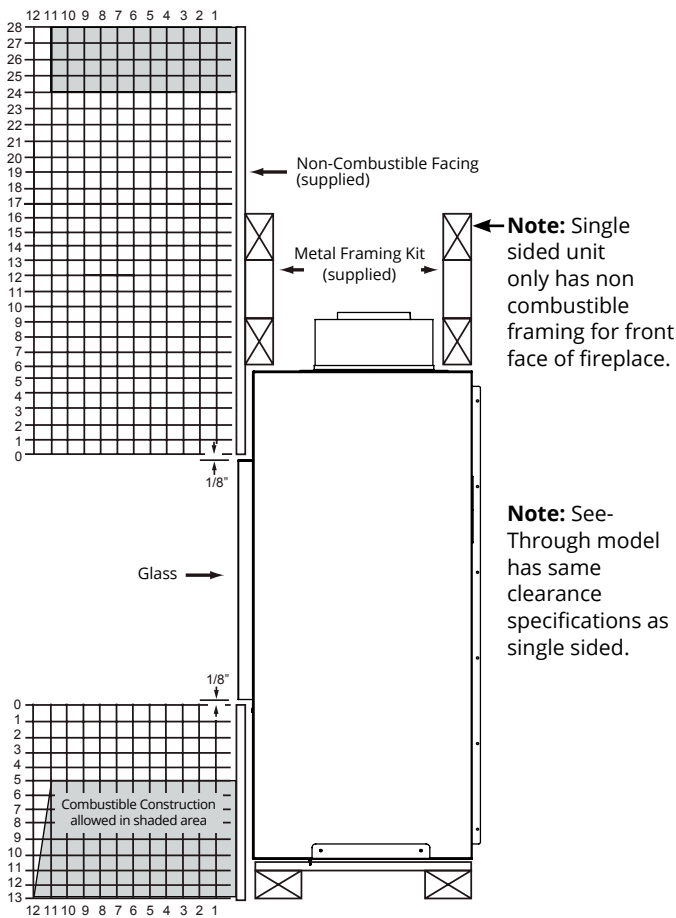 12 11 10 9 8 7 6 5 4 3 2 1
28
27
26
25
24
23
22
21
20
19
18
17
16
15
14
13
12
11
10
9
8
7
6
5
4
3
2
1
0
Non-Combustible Facing
(supplied)
Metal Framing Kit
(supplied)
Note: Single
sided unit
only has non
combustible
framing for front
face of fireplace.
1/8"
Glass
Note: See-
Through model
has same
clearance
specifications as
single sided.
1/8"
0
1
2
3
4
5
6
7
8
9
10
11
12
13
Combustible Construction
allowed in shaded area
12 11 10 9 8 7 6 5 4 3 2 1